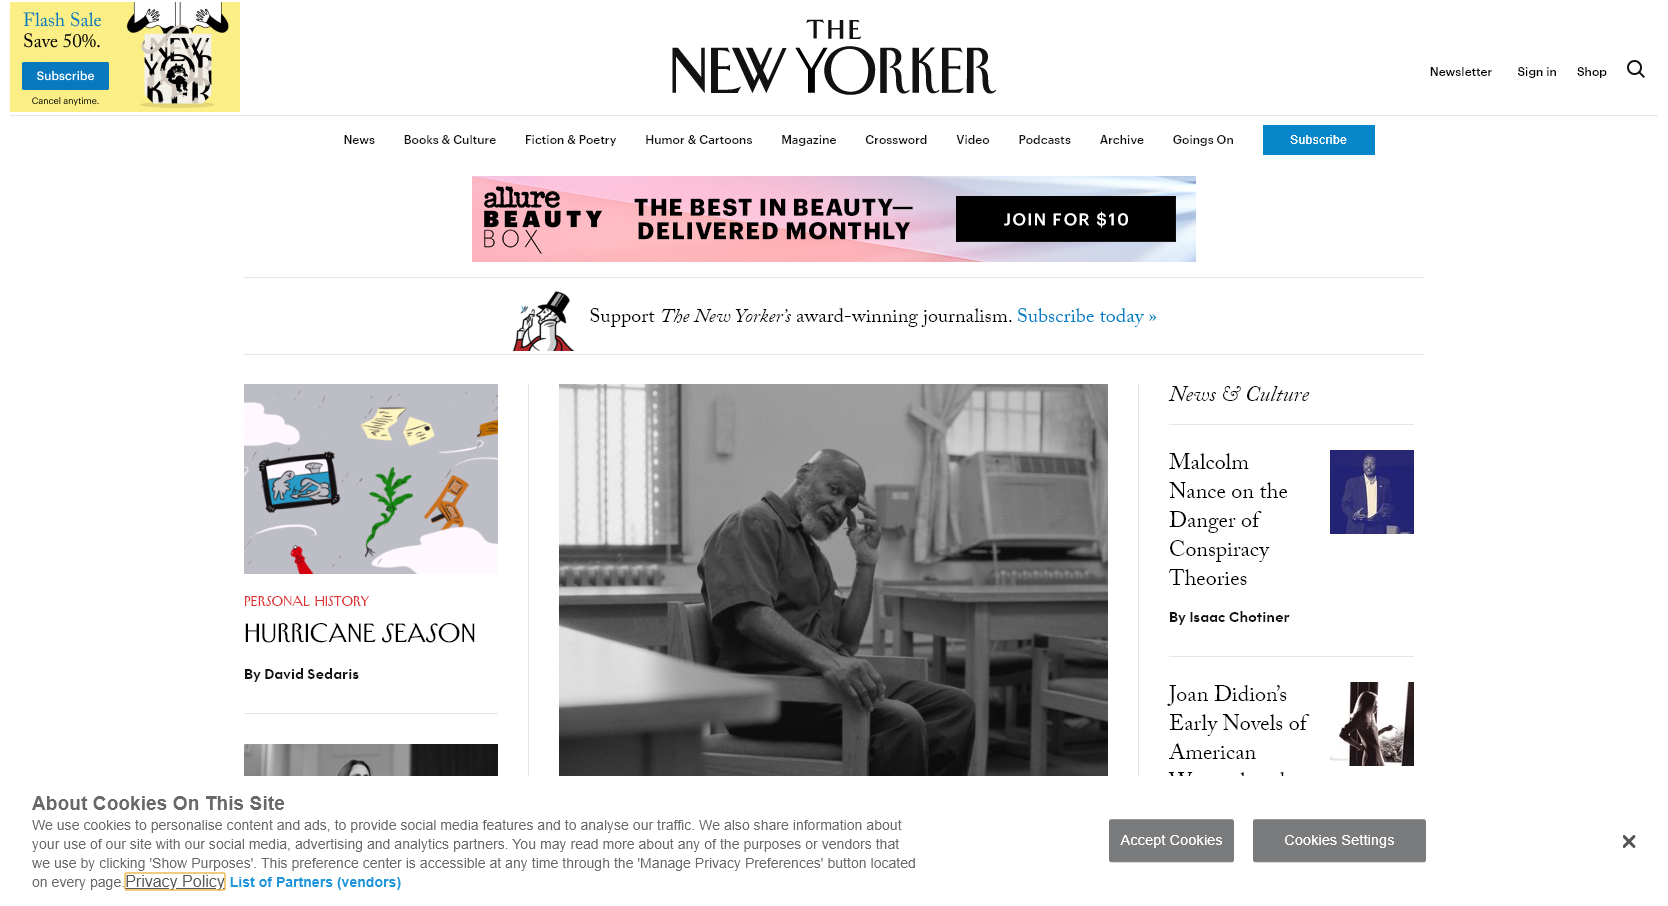 Flash Sale
Save 50%.
Subscribe
Cancel anytime.
THE
NEW YORKER
Newsletter
Sign in
Shop
News
Books & Culture
Fiction & Poetry
Humor & Cartoons
Magazine
Crossword
Video
Podcasts
Archive
Goings On
Subscribe
allure
BEAUTY
BOX
THE BEST IN BEAUTY—
DELIVERED MONTHLY
JOIN FOR $10
Support The New Yorker's award-winning journalism. Subscribe today »
PERSONAL HISTORY
HURRICANE SEASON
By David Sedaris
News & Culture
Malcolm
Nance on the
Danger of
Conspiracy
Theories
By Isaac Chotiner
Joan Didion's
Early Novels of
American
About Cookies On This Site
We use cookies to personalise content and ads, to provide social media features and to analyse our traffic. We also share information about
your use of our site with our social media, advertising and analytics partners. You may read more about any of the purposes or vendors that
we use by clicking 'Show Purposes'. This preference center is accessible at any time through the 'Manage Privacy Preferences' button located
on every page.Privacy Policy List of Partners (vendors)
Accept Cookies
Cookies Settings